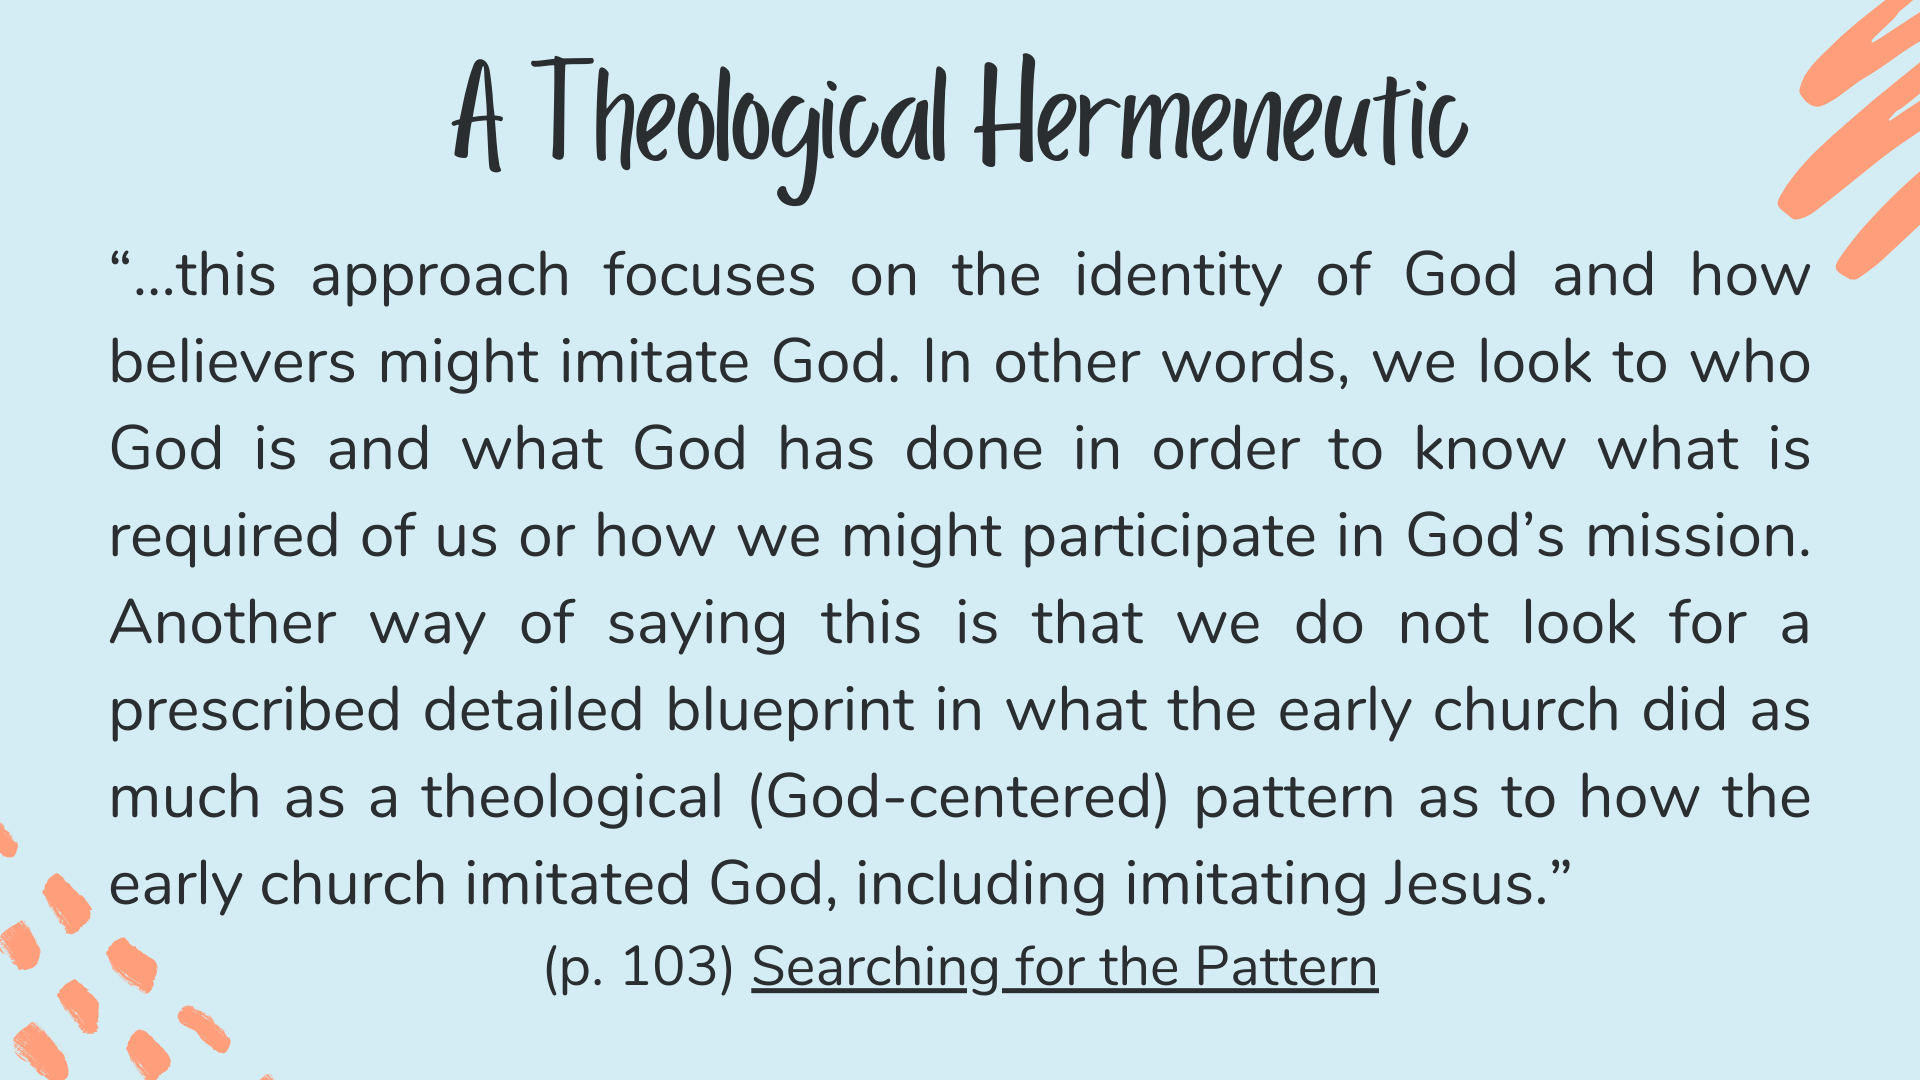 A Theological Hermeneutic
“...this approach focuses on the identity of God and how
believers might imitate God. In other words, we look to who
God is and what God has done in order to know what is
required of us or how we might participate in God’s mission.
Another way of saying this is that we do not look for a
prescribed detailed blueprint in what the early church did as
much as a theological (God-centered) pattern as to how the
early church imitated God, including imitating Jesus.”
(p. 103) Searching for the Pattern